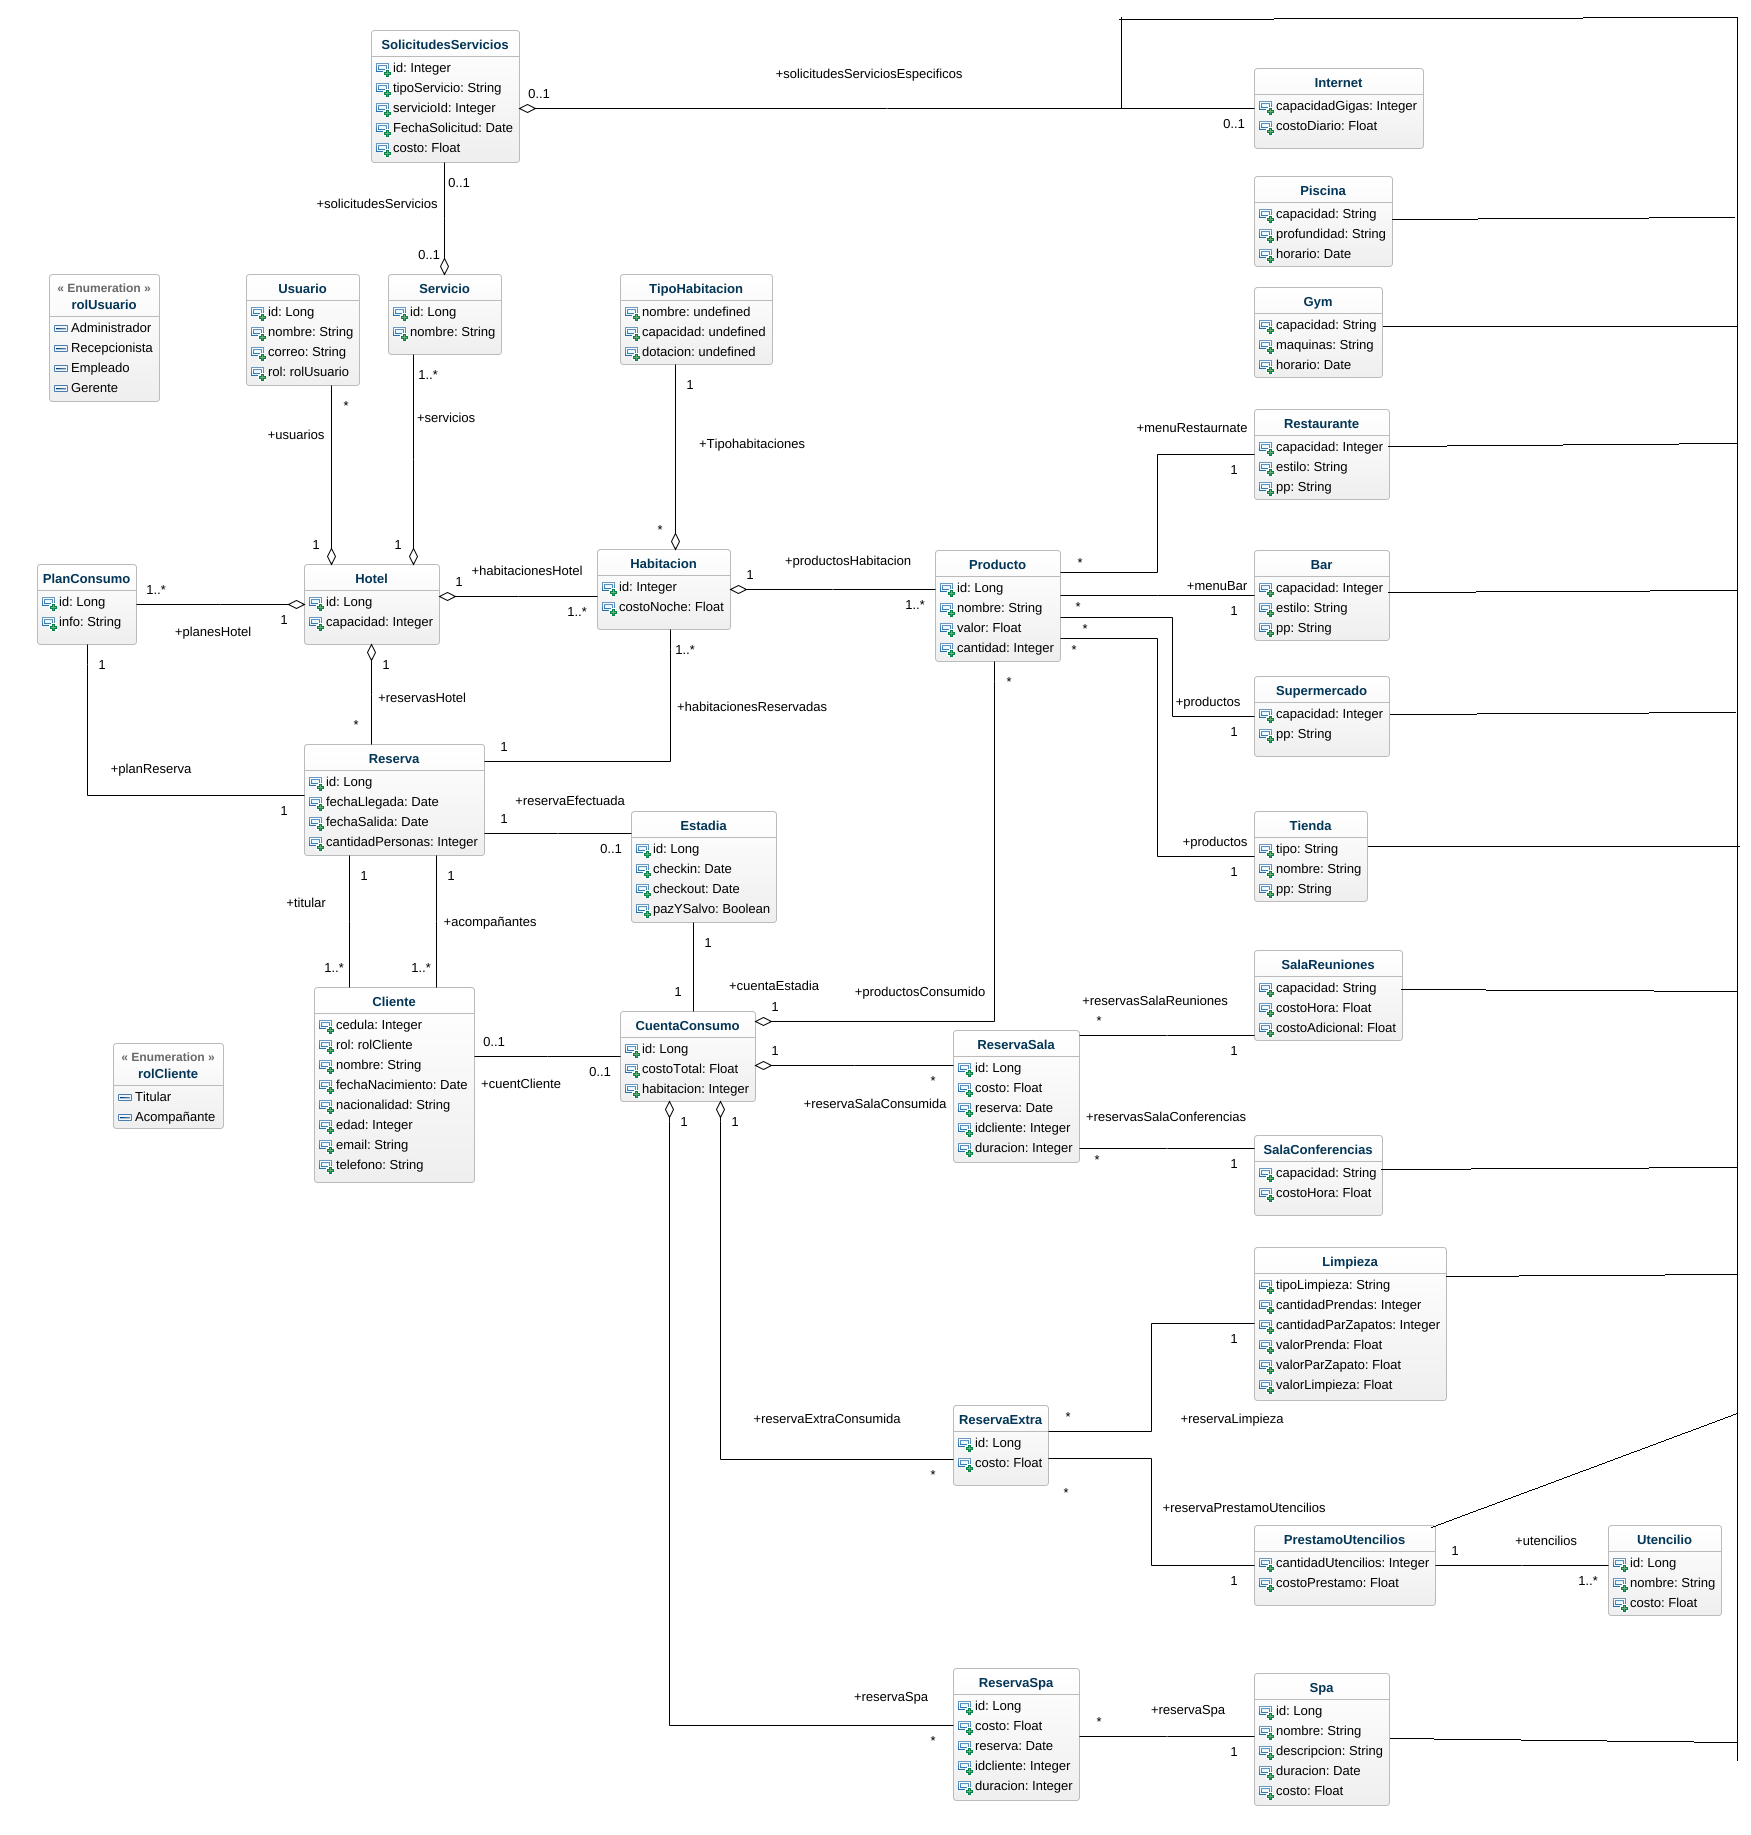 SolicitudesServicios
id: Integer
tipoServicio: String
servicioId: Integer
FechaSolicitud: Date
costo: Float
0..1
+solicitudesServiciosEspecificos
0..1
Internet
capacidadGigas: Integer
costoDiario: Float
0..1
+solicitudesServicios
0..1
Piscina
capacidad: String
profundidad: String
horario: Date
« Enumeration »
rolUsuario
Administrador
Recepcionista
Empleado
Gerente
Usuario
id: Long
nombre: String
correo: String
rol: rolUsuario
Servicio
id: Long
nombre: String
TipoHabitacion
nombre: undefined
capacidad: undefined
dotacion: undefined
Gym
capacidad: String
maquinas: String
horario: Date
*
+usuarios
1
1..*
+servicios
1
1
+Tipohabitaciones
*
+menuRestaurnate
1
Restaurante
capacidad: Integer
estilo: String
pp: String
PlanConsumo
id: Long
info: String
1..*
+planesHotel
1
Hotel
id: Long
capacidad: Integer
1
+habitacionesHotel
1..*
Habitacion
id: Integer
costoNoche: Float
1
+productosHabitacion
1..*
Producto
id: Long
nombre: String
valor: Float
cantidad: Integer
*
*
*
*
*
+menuBar
1
Bar
capacidad: Integer
estilo: String
pp: String
1
+planReserva
1
1
+reservasHotel
*
1..*
+habitacionesReservadas
1
+productos
1
Supermercado
capacidad: Integer
pp: String
Reserva
id: Long
fechaLlegada: Date
fechaSalida: Date
cantidadPersonas: Integer
+reservaEfectuada
1
0..1
Estadia
id: Long
checkin: Date
checkout: Date
pazYSalvo: Boolean
+productos
1
Tienda
tipo: String
nombre: String
pp: String
1
+titular
1..*
1
+acompañantes
1..*
1
+cuentaEstadia
1
+productosConsumido
1
SalaReuniones
capacidad: String
costoHora: Float
costoAdicional: Float
Cliente
cedula: Integer
rol: rolCliente
nombre: String
fechaNacimiento: Date
nacionalidad: String
edad: Integer
email: String
telefono: String
« Enumeration »
rolCliente
Titular
Acompañante
0..1
+cuentCliente
0..1
CuentaConsumo
id: Long
costoTotal: Float
habitacion: Integer
1
+reservaSalaConsumida
*
ReservaSala
id: Long
costo: Float
reserva: Date
idcliente: Integer
duracion: Integer
+reservasSalaReuniones
*
1
+reservasSalaConferencias
*
1
SalaConferencias
capacidad: String
costoHora: Float
1
1
Limpieza
tipoLimpieza: String
cantidadPrendas: Integer
cantidadParZapatos: Integer
valorPrenda: Float
valorParZapato: Float
valorLimpieza: Float
+reservaExtraConsumida
*
ReservaExtra
id: Long
costo: Float
*
+reservaLimpieza
1
*
+reservaPrestamoUtencilios
1
PrestamoUtencilios
cantidadUtencilios: Integer
costoPrestamo: Float
1
+utencilios
1..*
Utencilio
id: Long
nombre: String
costo: Float
+reservaSpa
*
ReservaSpa
id: Long
costo: Float
reserva: Date
idcliente: Integer
duracion: Integer
*
+reservaSpa
1
Spa
id: Long
nombre: String
descripcion: String
duracion: Date
costo: Float